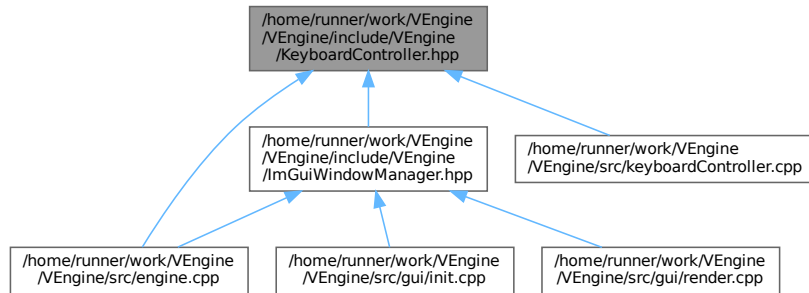 /home/runner/work/VEngine
/VEngine/include/VEngine
/KeyboardController.hpp
/home/runner/work/VEngine
/VEngine/include/VEngine
/ImGuiWindowManager.hpp
/home/runner/work/VEngine
/VEngine/src/keyboardController.cpp
/home/runner/work/VEngine
/VEngine/src/engine.cpp
/home/runner/work/VEngine
/VEngine/src/gui/init.cpp
/home/runner/work/VEngine
/VEngine/src/gui/render.cpp